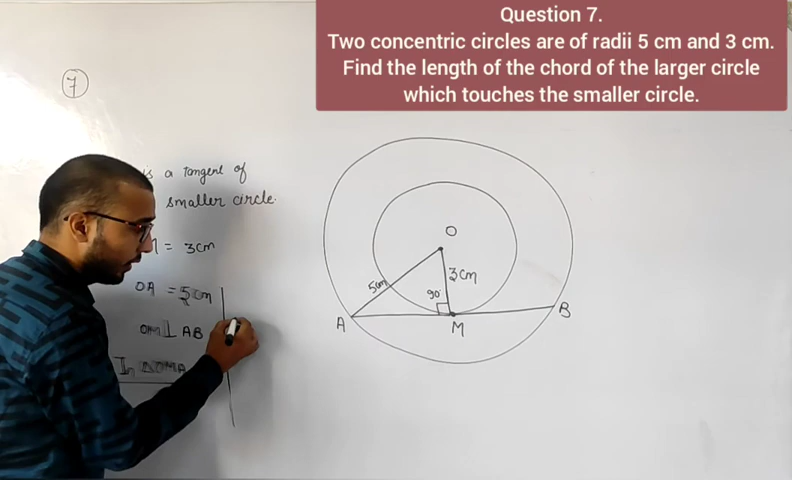 Question 7.
Two concentric circles are of radii 5 cm and 3 cm.
Find the length of the chord of the larger circle
which touches the smaller circle.
7
is a tangent of
smaller circle.
= 3cm
OA = 5cm
OM ⊥ AB
In
O
5cm
3cm
90°
A
M
B